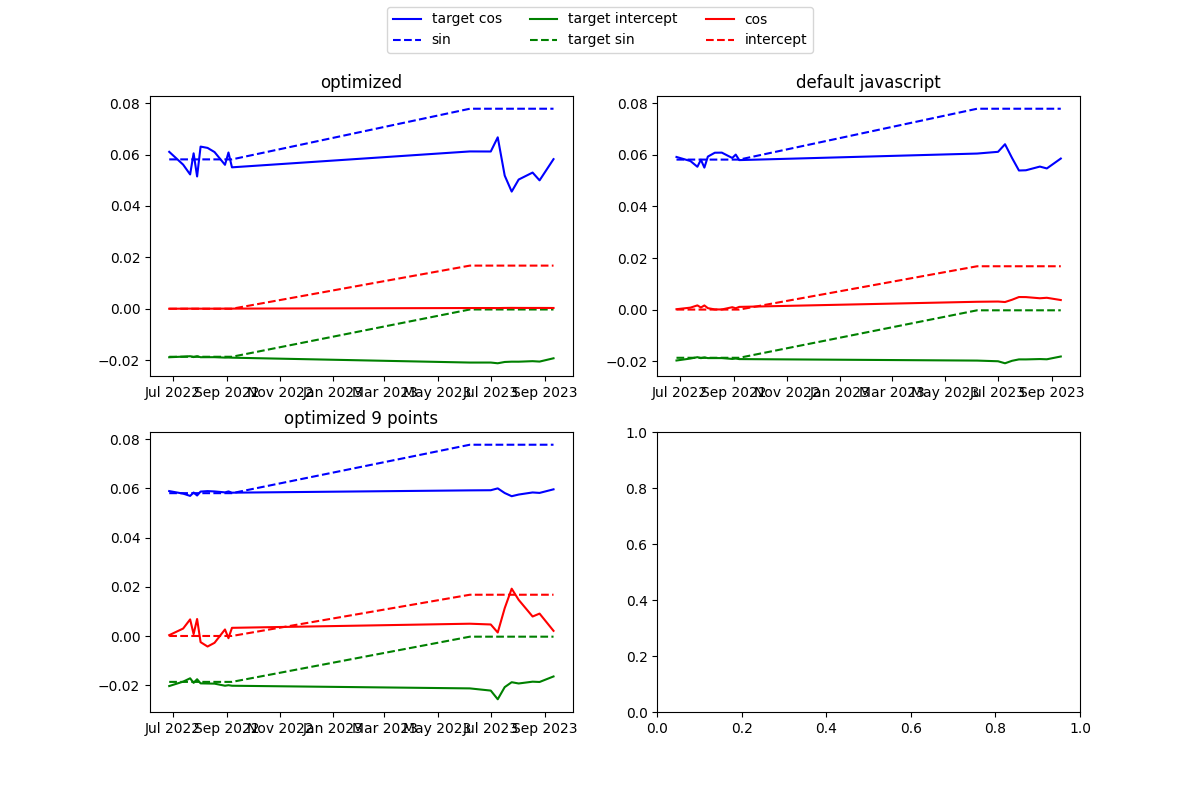 target cos target intercept cos
sin target sin intercept
optimized
default javascript
0.08
0.06
0.04
0.02
0.00
−0.02
Jul 2022 Sep 2022 Nov 2022 Jan 2023 Mar 2023 May 2023 Jul 2023 Sep 2023
0.08
0.06
0.04
0.02
0.00
−0.02
Jul 2022 Sep 2022 Nov 2022 Jan 2023 Mar 2023 May 2023 Jul 2023 Sep 2023
optimized 9 points
0.08
0.06
0.04
0.02
0.00
−0.02
Jul 2022 Sep 2022 Nov 2022 Jan 2023 Mar 2023 May 2023 Jul 2023 Sep 2023
1.0
0.8
0.6
0.4
0.2
0.0
0.0 0.2 0.4 0.6 0.8 1.0